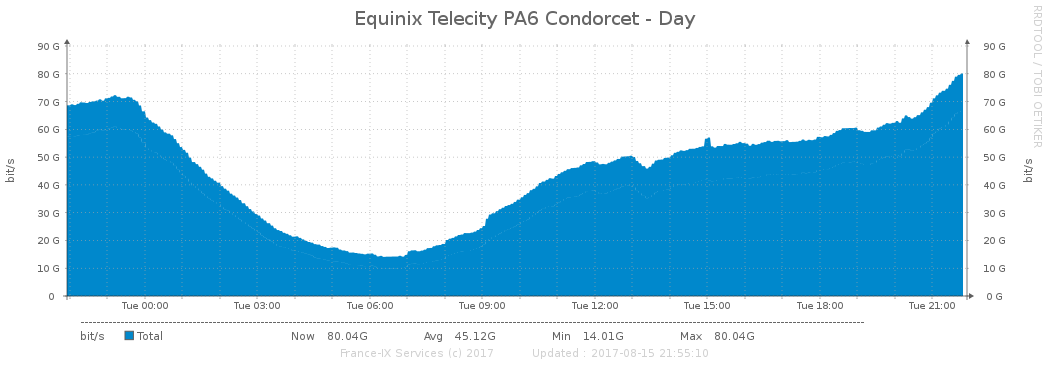 Equinix Telecity PA6 Condorcet - Day
RRDTOOL / TOBI OETIKER
bit/s
90 G
80 G
70 G
60 G
50 G
40 G
30 G
20 G
10 G
0
90 G
80 G
70 G
60 G
50 G
40 G
30 G
20 G
10 G
0 G
bit/s
Tue 00:00 Tue 03:00 Tue 06:00 Tue 09:00 Tue 12:00 Tue 15:00 Tue 18:00 Tue 21:00
bit/s Total Now 80.04G Avg 45.12G Min 14.01G Max 80.04G
France-IX Services (c) 2017 Updated : 2017-08-15 21:55:10